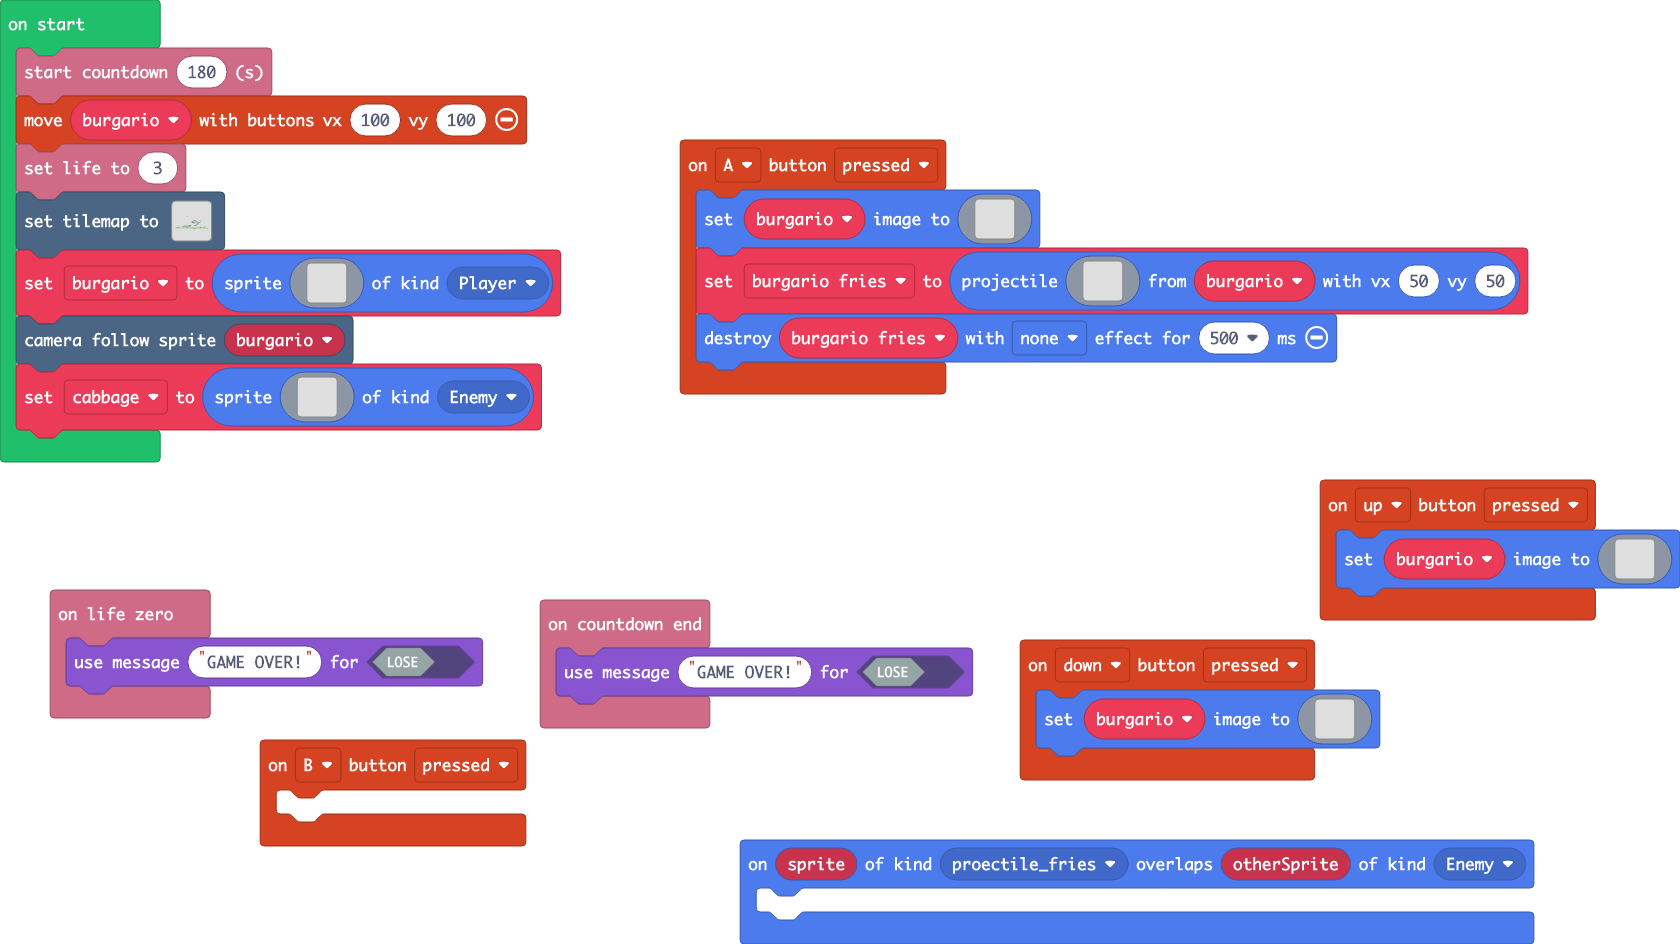 on start
start countdown 180 (s)
move burgario with buttons vx 100 vy 100
set life to 3
set tilemap to
set burgario to sprite of kind Player
camera follow sprite burgario
set cabbage to sprite of kind Enemy
on A button pressed
set burgario image to
set burgario fries to projectile from burgario with vx 50 vy 50
destroy burgario fries with none effect for 500 ms
on up button pressed
set burgario image to
on life zero
use message "GAME OVER!" for LOSE
on countdown end
use message "GAME OVER!" for LOSE
on down button pressed
set burgario image to
on B button pressed
on sprite of kind proectile_fries overlaps otherSprite of kind Enemy